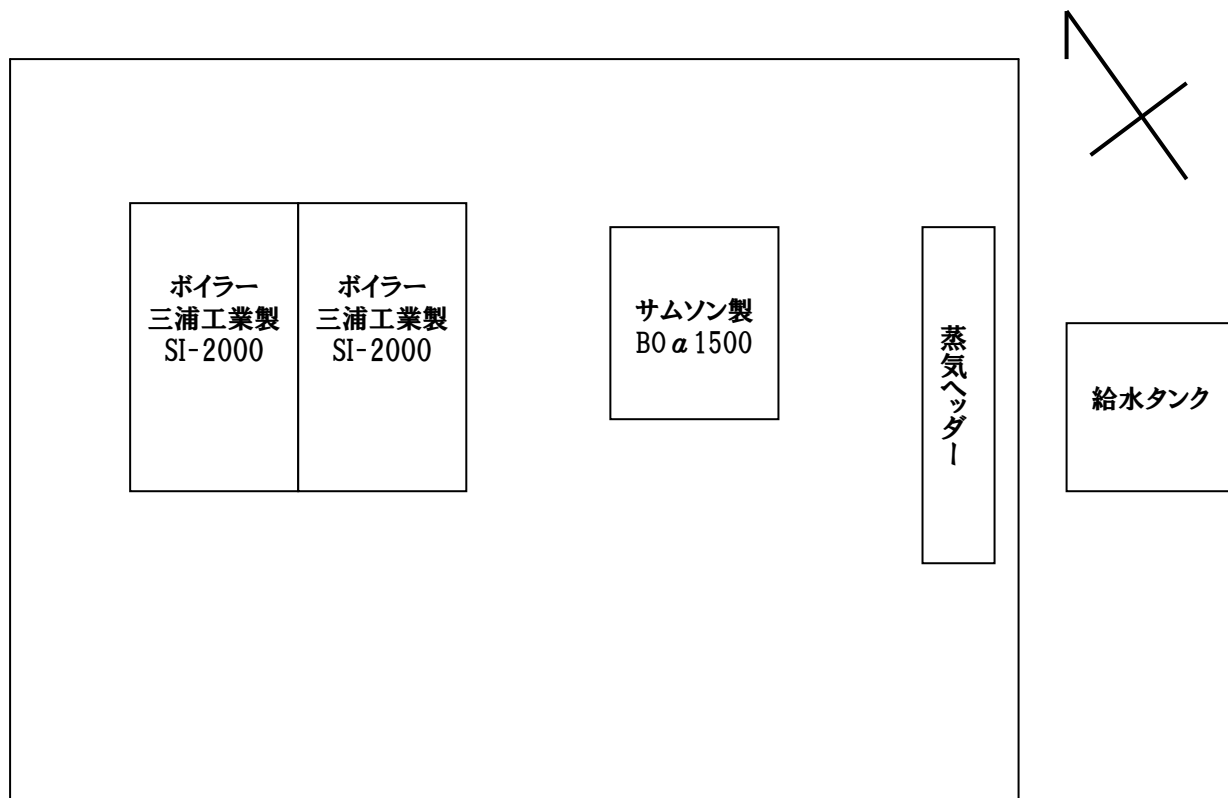 ボイラー
三浦工業製
SI-2000
ボイラー
三浦工業製
SI-2000
サムソン製
BOα1500
蒸気ヘッダー
給水タンク